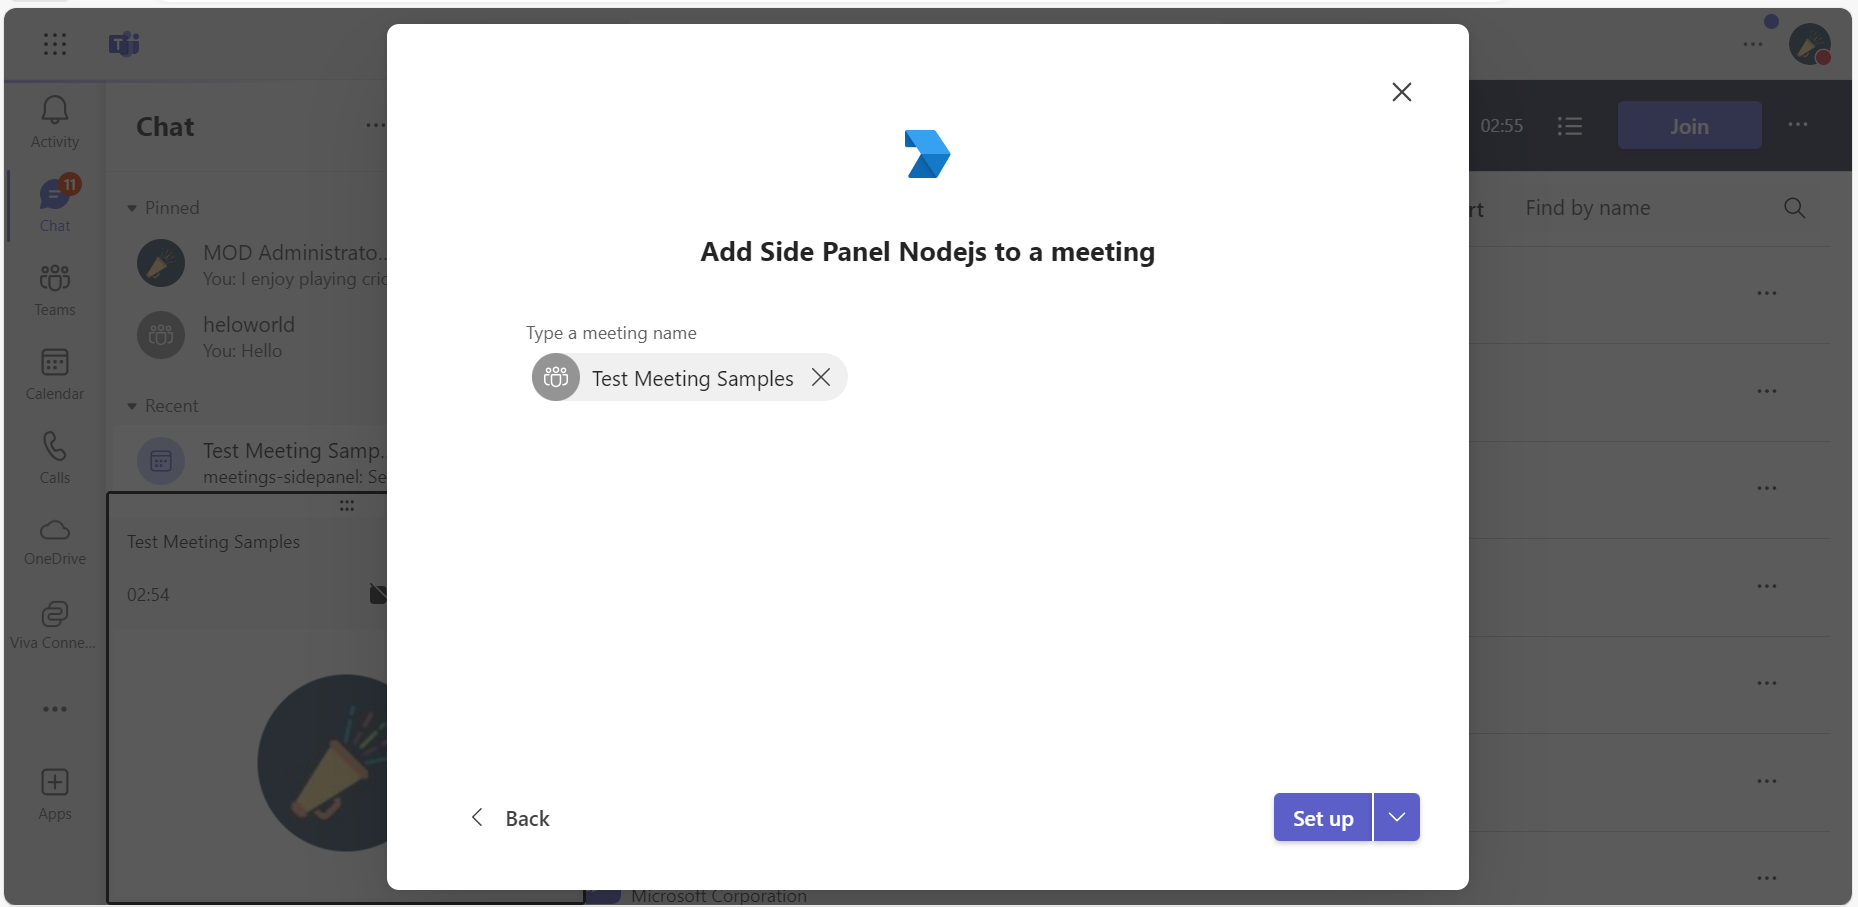 Activity
Chat
11
Chat
Teams
Calendar
Calls
OneDrive
Viva Conne...
Apps
Pinned
MOD Administrato...
You: I enjoy playing cric
heloworld
You: Hello
Recent
Test Meeting Samp...
meetings-sidepanel: Se
Test Meeting Samples
02:54
Add Side Panel Nodejs to a meeting
Type a meeting name
Test Meeting Samples
Back
Set up
02:55
Join
rt
Find by name
Microsoft Corporation